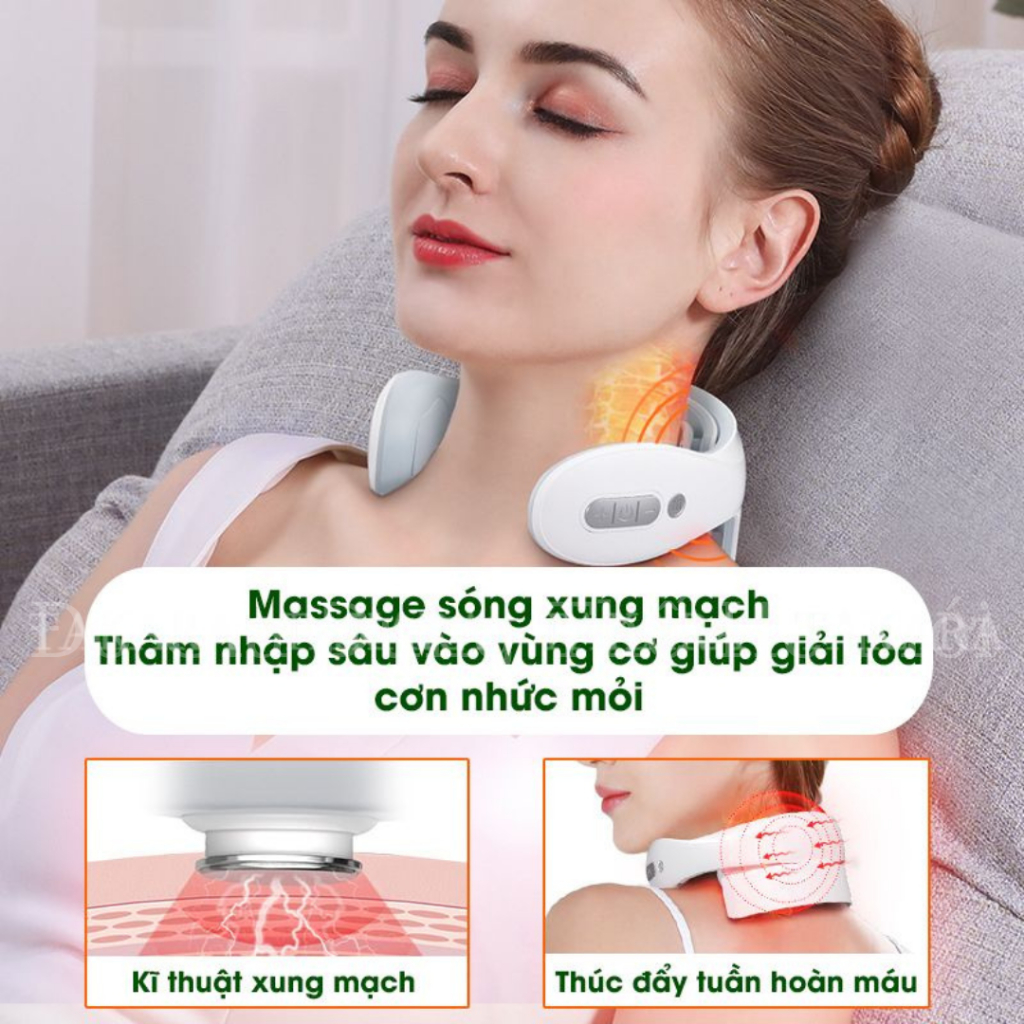 Massage sóng xung mạch
Thâm nhập sâu vào vùng cơ giúp giải tỏa
cơn nhức mỏi
Kĩ thuật xung mạch
Thúc đẩy tuần hoàn máu